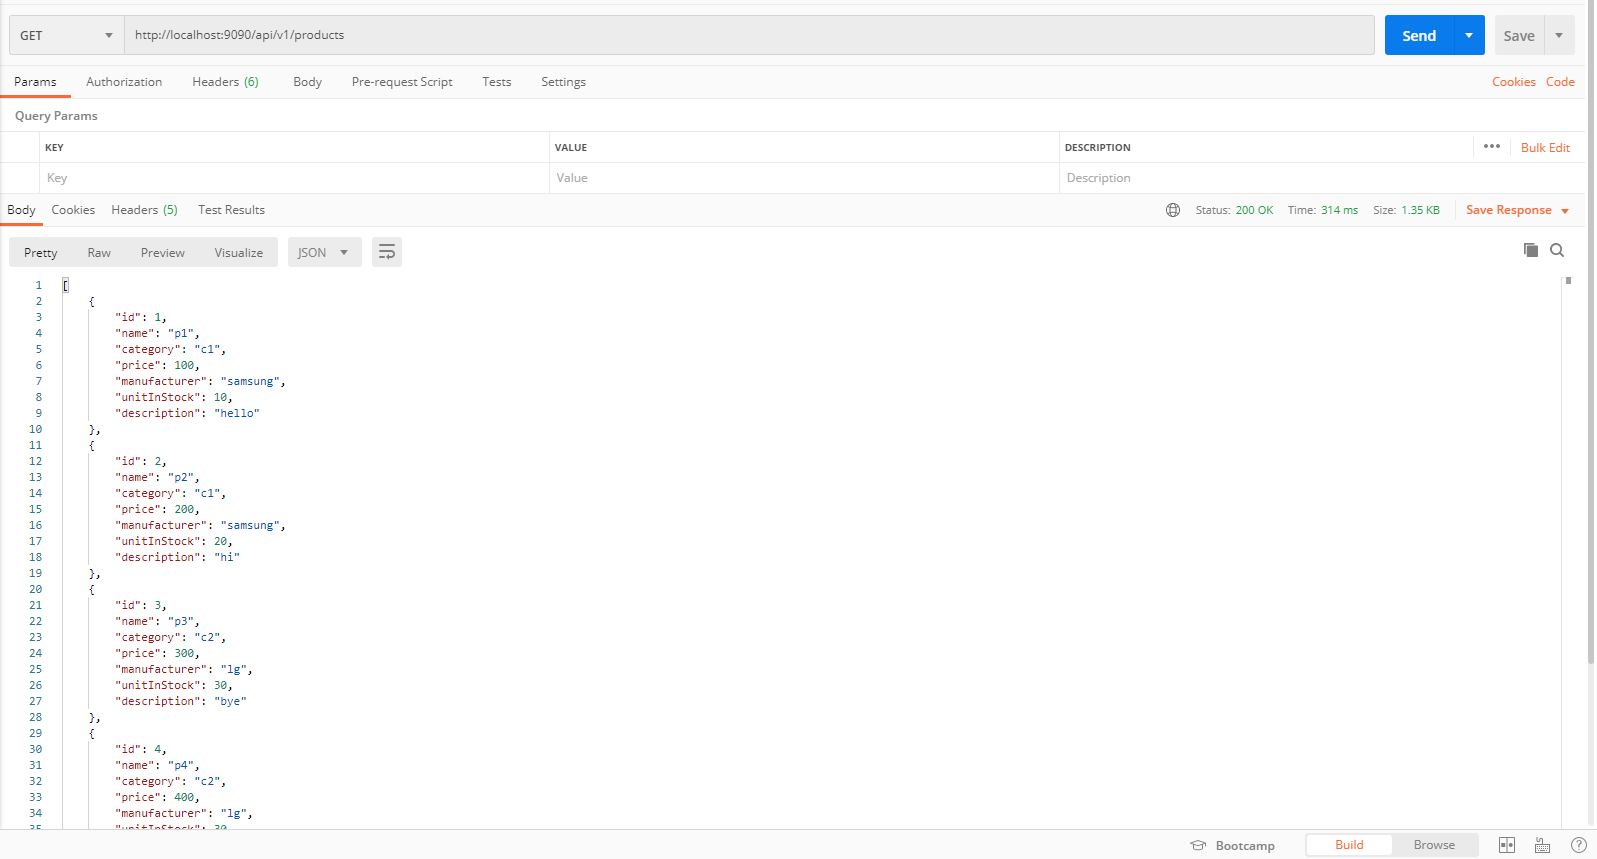 GET http://localhost:9090/api/v1/products Send Save
Params Authorization Headers (6) Body Pre-request Script Tests Settings Cookies Code
Query Params
KEY VALUE DESCRIPTION ••• Bulk Edit
Key Value Description
Body Cookies Headers (5) Test Results Status: 200 OK Time: 314 ms Size: 1.35 KB Save Response
Pretty Raw Preview Visualize JSON
1 [
2 {
3 "id": 1,
4 "name": "p1",
5 "category": "c1",
6 "price": 100,
7 "manufacturer": "samsung",
8 "unitInStock": 10,
9 "description": "hello"
10 },
11 {
12 "id": 2,
13 "name": "p2",
14 "category": "c1",
15 "price": 200,
16 "manufacturer": "samsung",
17 "unitInStock": 20,
18 "description": "hi"
19 },
20 {
21 "id": 3,
22 "name": "p3",
23 "category": "c2",
24 "price": 300,
25 "manufacturer": "lg",
26 "unitInStock": 30,
27 "description": "bye"
28 },
29 {
30 "id": 4,
31 "name": "p4",
32 "category": "c2",
33 "price": 400,
34 "manufacturer": "lg",
35 "unitInStock":
Bootcamp Build Browse